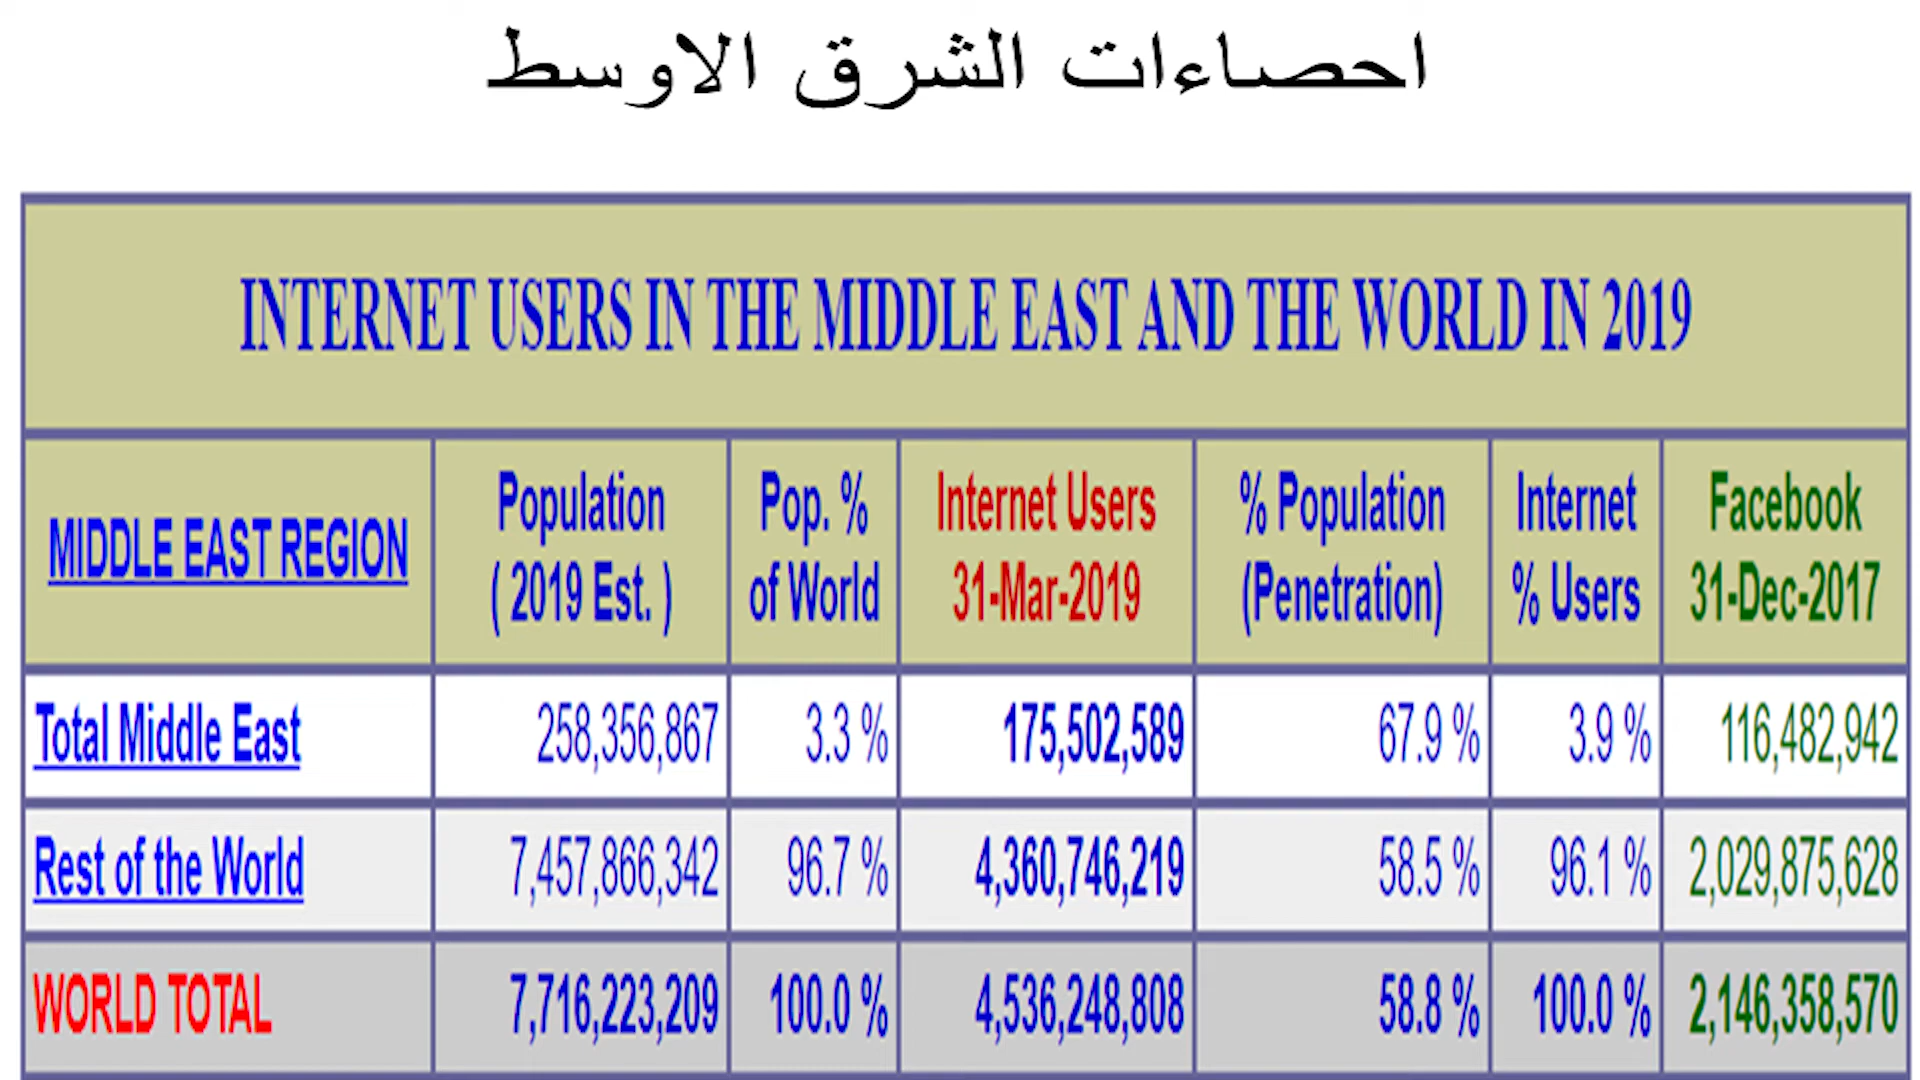 احصاءات الشرق الاوسط
INTERNET USERS IN THE MIDDLE EAST AND THE WORLD IN 2019
MIDDLE EAST REGION
Population
( 2019 Est. )
Pop. %
of World
Internet Users
31-Mar-2019
% Population
(Penetration)
Internet
% Users
Facebook
31-Dec-2017
Total Middle East 258,356,867 3.3 % 175,502,589 67.9 % 3.9 % 116,482,942
Rest of the World 7,457,866,342 96.7 % 4,360,746,219 58.5 % 96.1 % 2,029,875,628
WORLD TOTAL 7,716,223,209 100.0 % 4,536,248,808 58.8 % 100.0 % 2,146,358,570